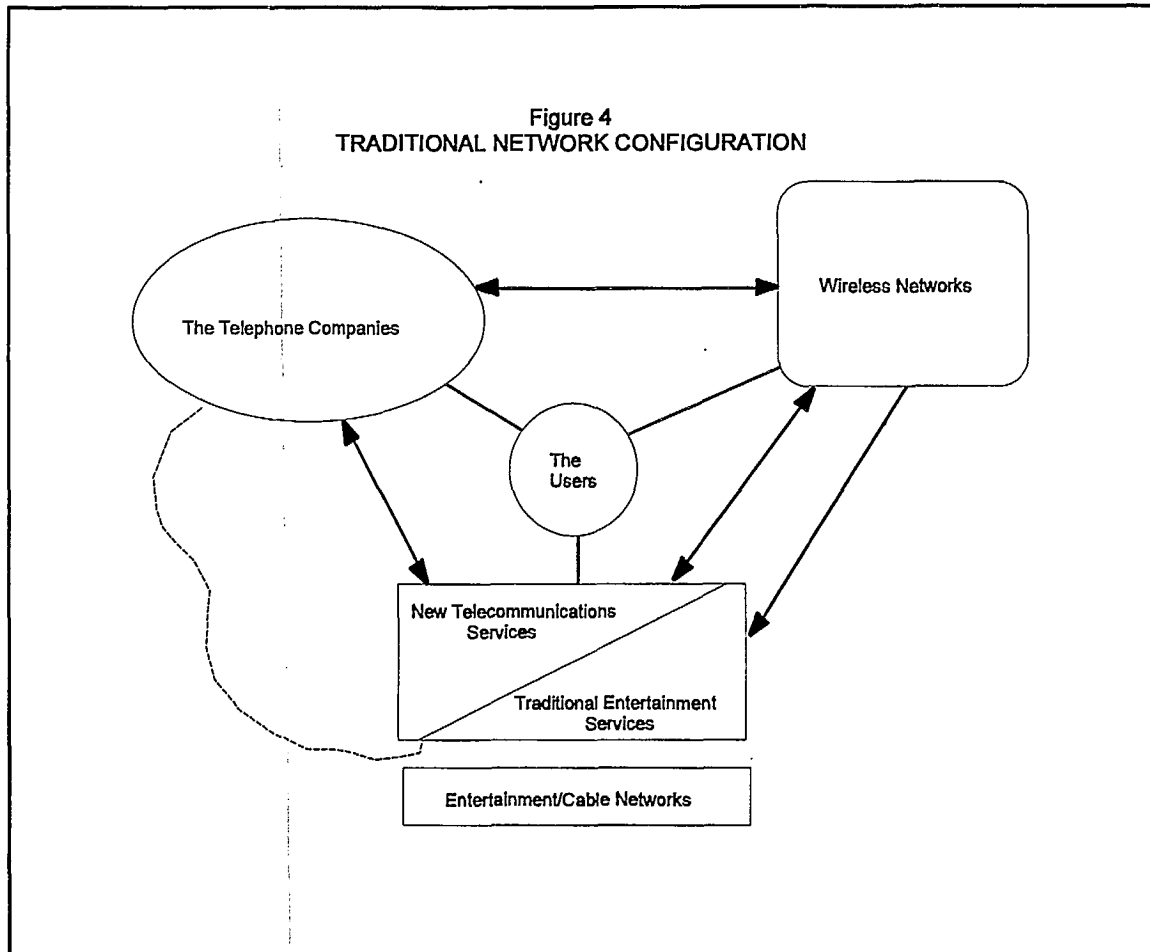 Figure 4
TRADITIONAL NETWORK CONFIGURATION
The Telephone Companies
Wireless Networks
The
Users
New Telecommunications
Services
Traditional Entertainment
Services
Entertainment/Cable Networks